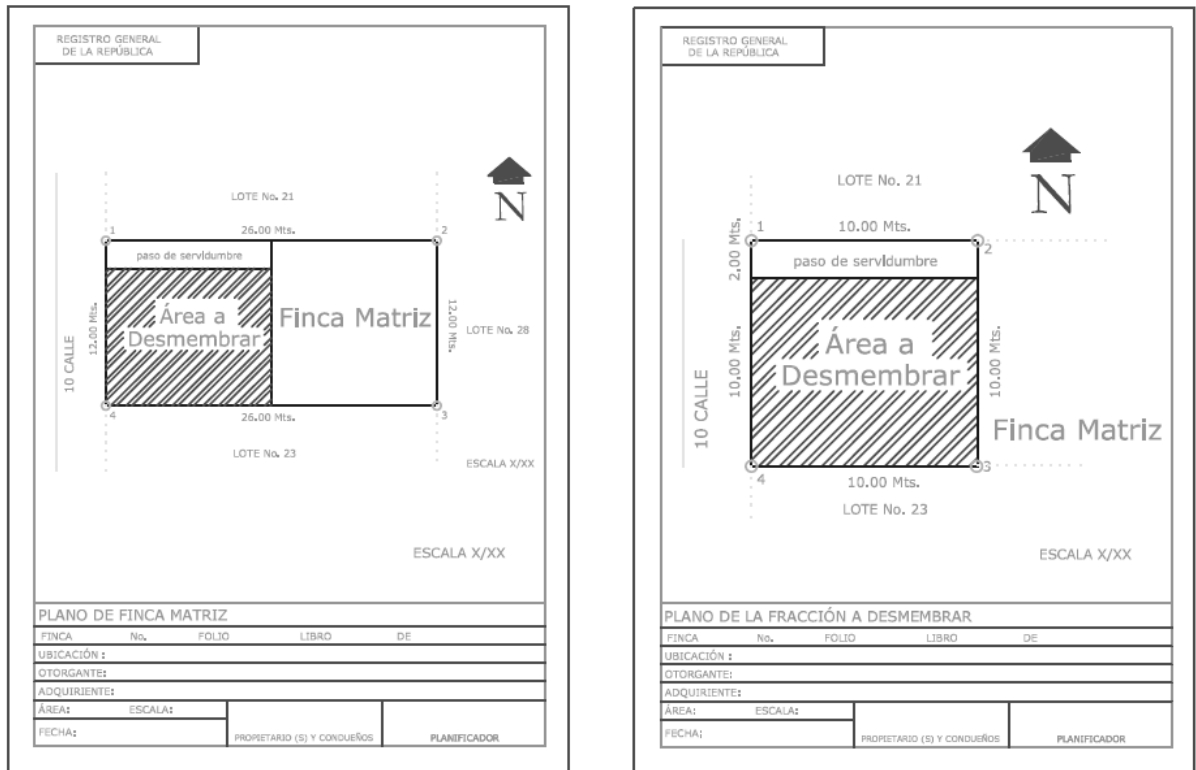 REGISTRO GENERAL
DE LA REPÚBLICA
N
LOTE No. 21
1
26.00 Mts.
2
paso de servidumbre
10 CALLE
12.00 Mts.
Área a
Desmembrar
Finca Matriz
12.00 Mts.
LOTE No. 28
4
26.00 Mts.
3
LOTE No. 23
ESCALA X/XX
ESCALA X/XX
PLANO DE FINCA MATRIZ
FINCA No. FOLIO LIBRO DE
UBICACIÓN :
OTORGANTE:
ADQUIRIENTE:
ÁREA: ESCALA:
FECHA:
PROPIETARIO (S) Y CONDUEÑOS
PLANIFICADOR
REGISTRO GENERAL
DE LA REPÚBLICA
N
LOTE No. 21
2.00 Mts.
1
10.00 Mts.
2
paso de servidumbre
10 CALLE
10.00 Mts.
Área a
Desmembrar
10.00 Mts.
Finca Matriz
4
10.00 Mts.
3
LOTE No. 23
ESCALA X/XX
PLANO DE LA FRACCIÓN A DESMEMBRAR
FINCA No. FOLIO LIBRO DE
UBICACIÓN :
OTORGANTE:
ADQUIRIENTE:
ÁREA: ESCALA:
FECHA:
PROPIETARIO (S) Y CONDUEÑOS
PLANIFICADOR